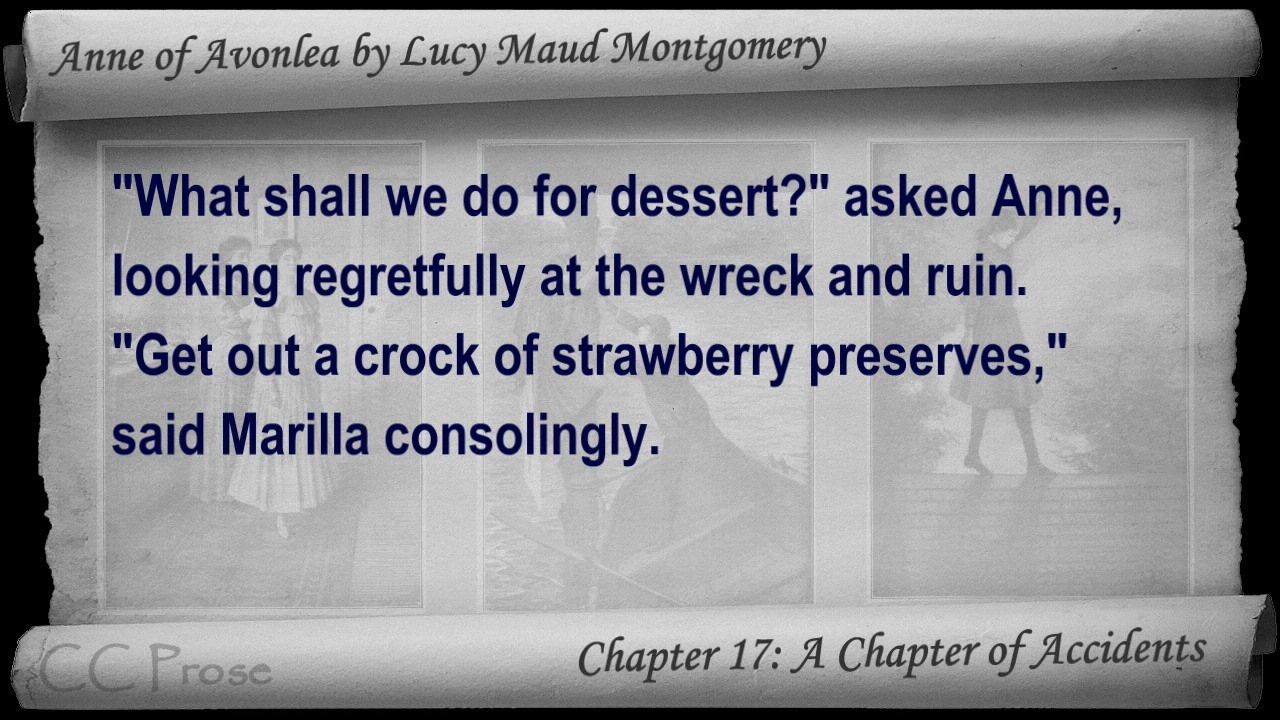 Anne of Avonlea by Lucy Maud Montgomery
"What shall we do for dessert?" asked Anne,
looking regretfully at the wreck and ruin.
"Get out a crock of strawberry preserves,"
said Marilla consolingly.
CC Prose
Chapter 17: A Chapter of Accidents